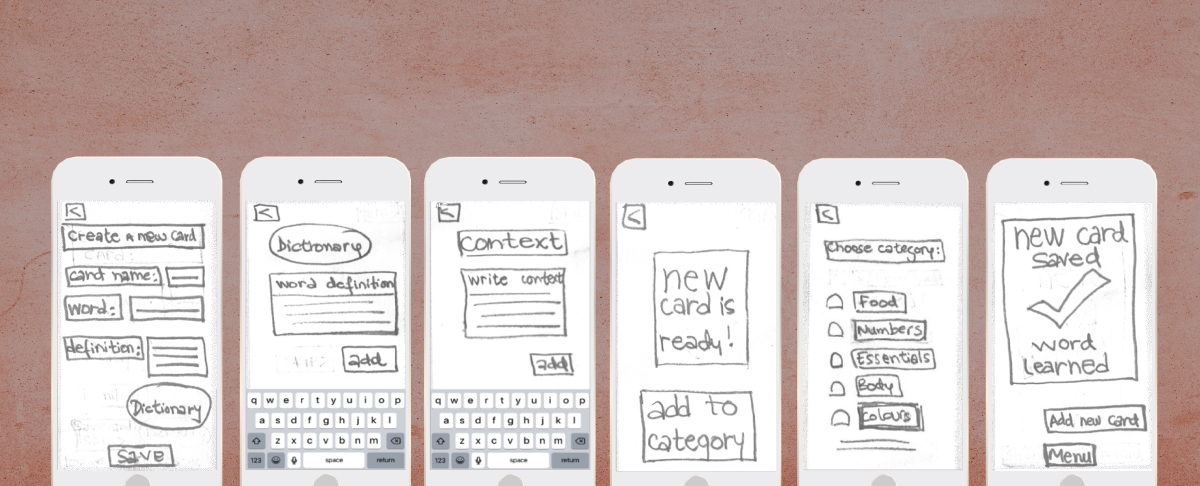 <
Create A new Card
card name:
word:
definition:
Dictionary
SAVE
<
Dictionary
word definition
add
q w e r t y u i o p
a s d f g h j k l
z x c v b n m
123 space return
<
context
write context
add
q w e r t y u i o p
a s d f g h j k l
z x c v b n m
123 space return
<
new
card is
ready!
add to
category
<
Choose category:
Food
Numbers
Essentials
Body
Colours
new card
saved
word
learned
Add new card
Menu